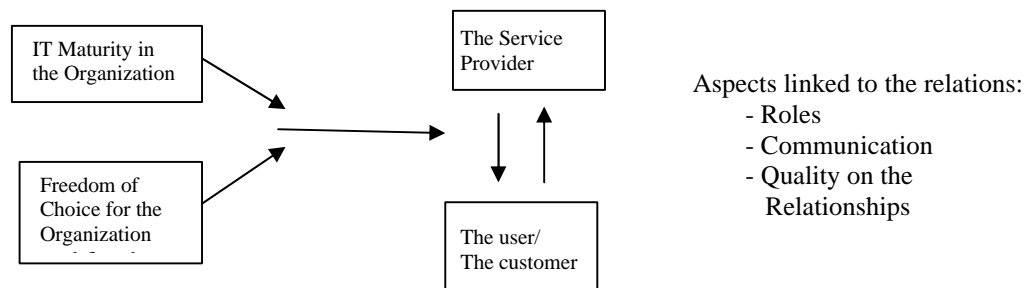 IT Maturity in
the Organization
Freedom of
Choice for the
Organization
The Service
Provider
The user/
The customer
Aspects linked to the relations:
- Roles
- Communication
- Quality on the
Relationships